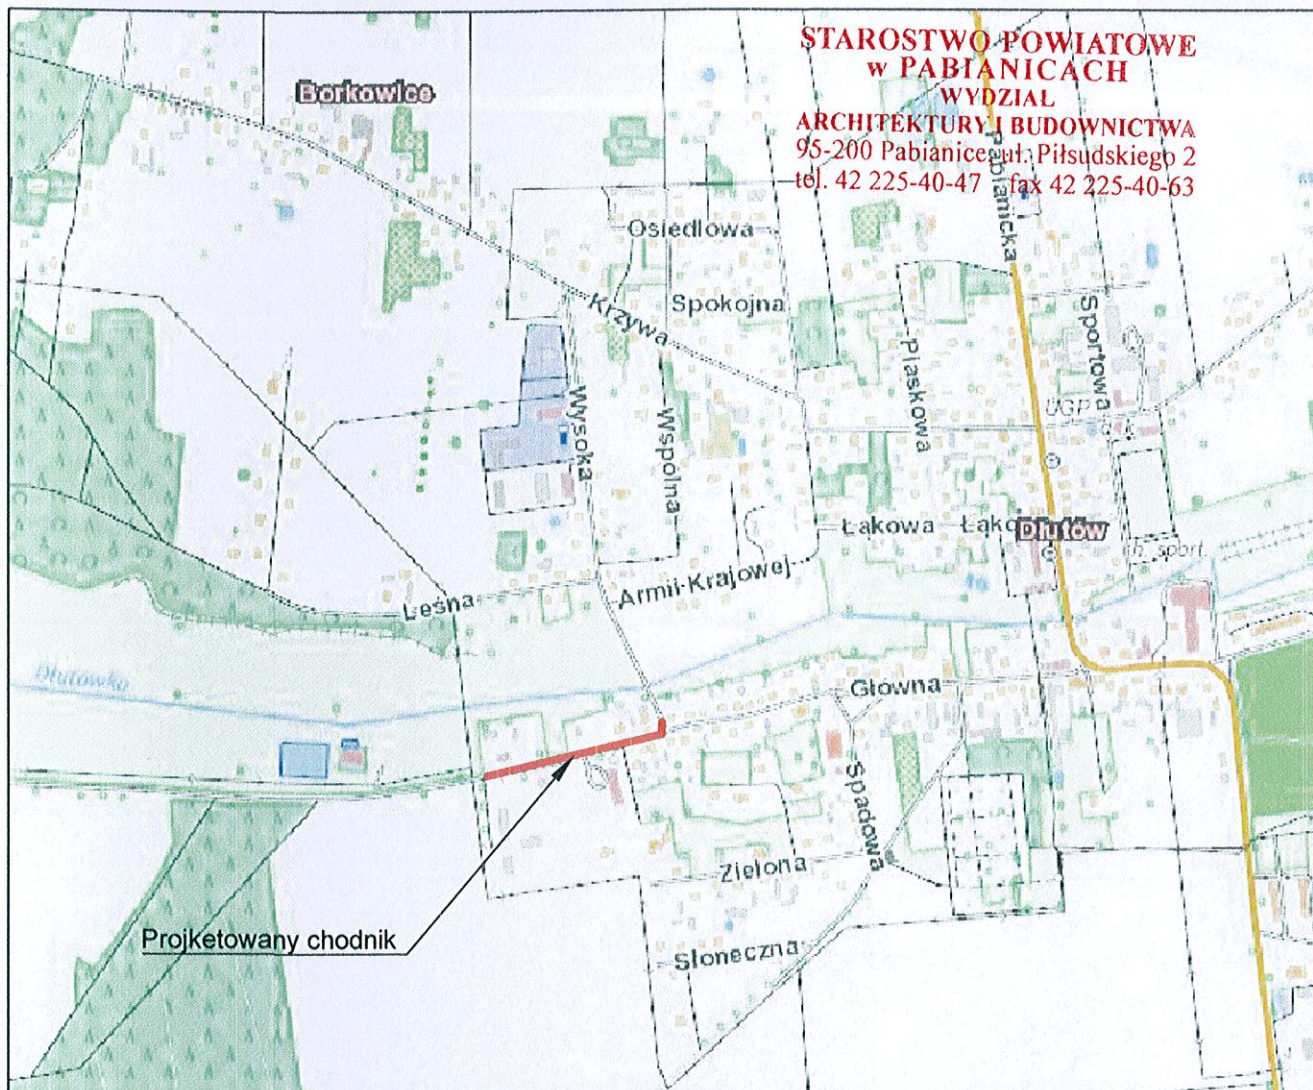 STAROSTWO POWIATOWE
w PABIANICACH
WYDZIAŁ
ARCHITEKTURY I BUDOWNICTWA
95-200 Pabianice, ul. Piłsudskiego 2
tel. 42 225-40-47 fax 42 225-40-63
Borkowice
Pabianicka
Osiedlowa
Spokojna
Krzywa
Sportowa
Piaskowa
UGP
Wysoka
Wspólna
Łąkowa
Dłutów
h. sport.
Armii Krajowej
Leśna
Dłutówka
Główna
Spadowa
Zielona
Projketowany chodnik
Słoneczna